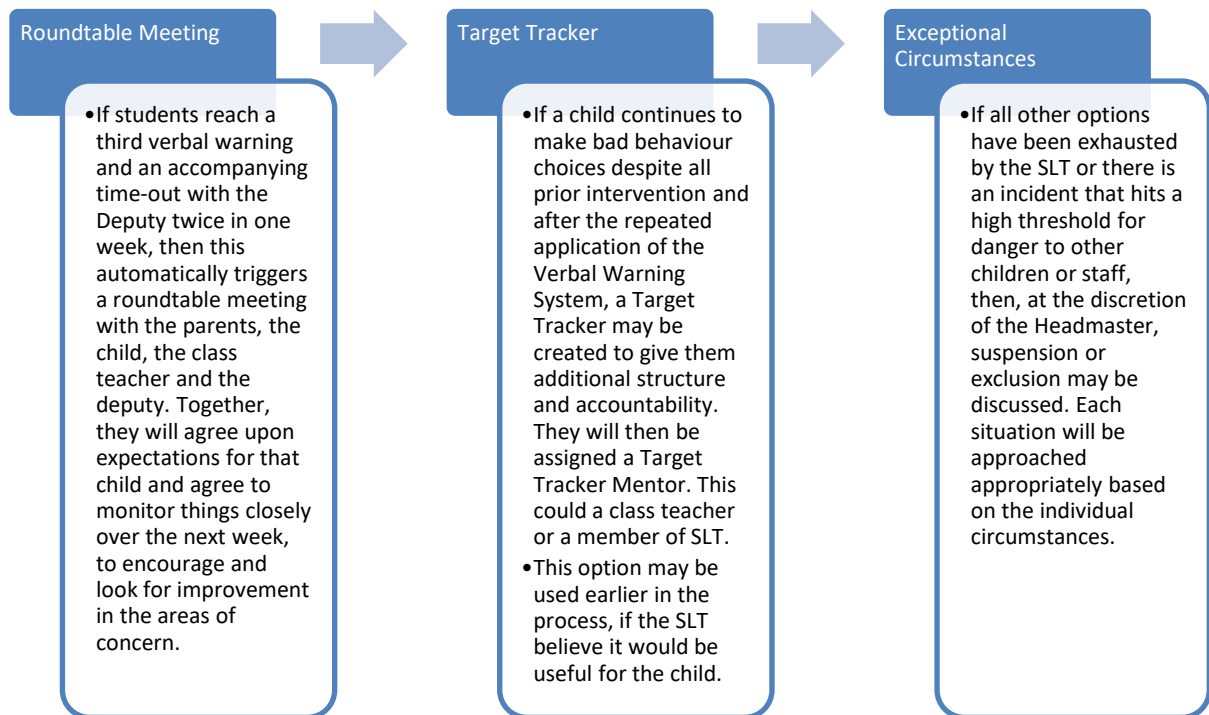 Roundtable Meeting
•If students reach a
third verbal warning
and an accompanying
time-out with the
Deputy twice in one
week, then this
automatically triggers
a roundtable meeting
with the parents, the
child, the class
teacher and the
deputy. Together,
they will agree upon
expectations for that
child and agree to
monitor things closely
over the next week,
to encourage and
look for improvement
in the areas of
concern.
Target Tracker
•If a child continues to
make bad behaviour
choices despite all
prior intervention and
after the repeated
application of the
Verbal Warning
System, a Target
Tracker may be
created to give them
additional structure
and accountability.
They will then be
assigned a Target
Tracker Mentor. This
could a class teacher
or a member of SLT.
•This option may be
used earlier in the
process, if the SLT
believe it would be
useful for the child.
Exceptional
Circumstances
•If all other options
have been exhausted
by the SLT or there is
an incident that hits a
high threshold for
danger to other
children or staff,
then, at the discretion
of the Headmaster,
suspension or
exclusion may be
discussed. Each
situation will be
approached
appropriately based
on the individual
circumstances.